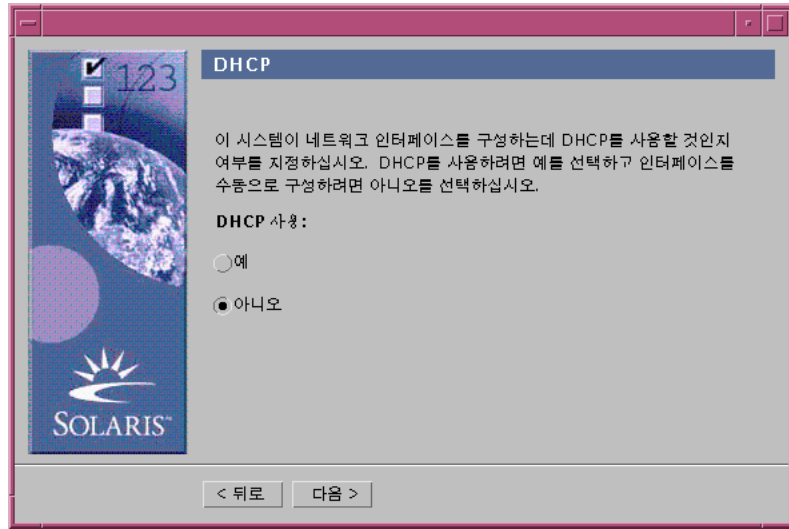 123
DHCP
이 시스템이 네트워크 인터페이스를 구성하는데 DHCP를 사용할 것인지
여부를 지정하십시오. DHCP를 사용하려면 예를 선택하고 인터페이스를
수동으로 구성하려면 아니오를 선택하십시오.
DHCP 사용:
예
아니오
SOLARIS™
< 뒤로 다음 >